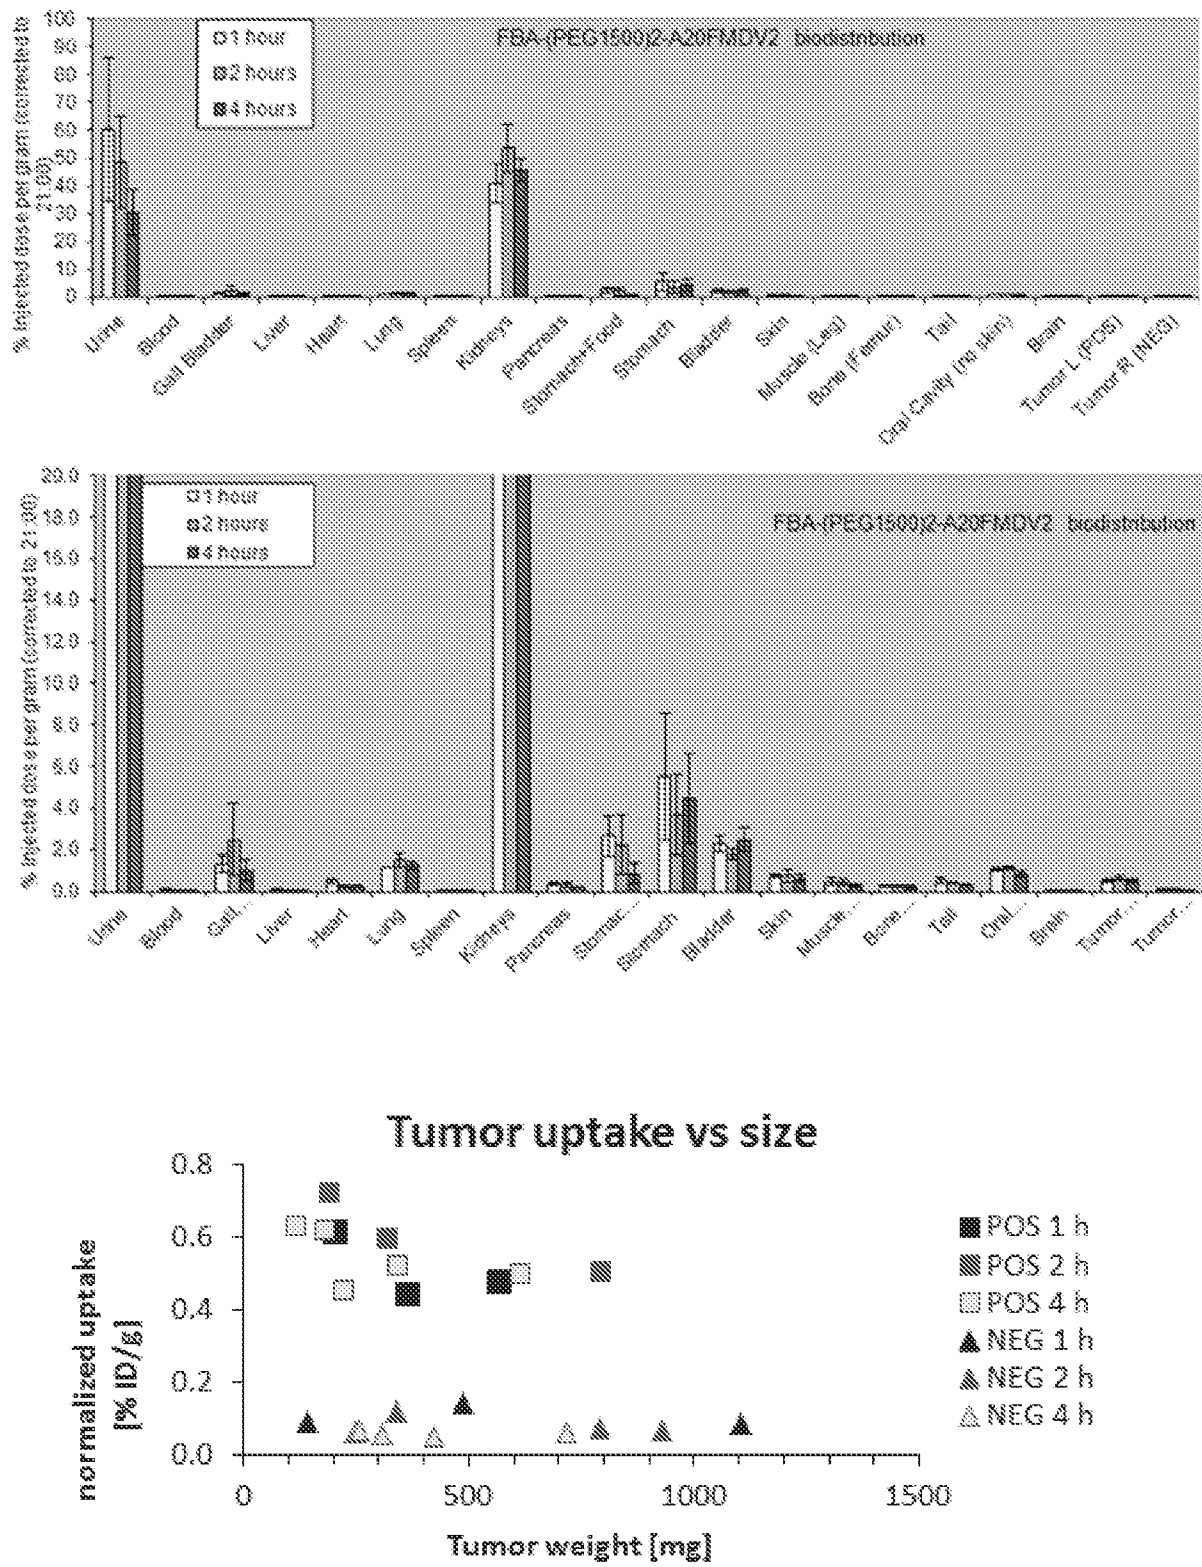 100
90
80
70
60
50
40
30
20
10
0
% Injected dose per gram (corrected to 21:00)
1 hour
2 hours
4 hours
FBA-(PEG1500)2-A20FMDV2 biodistribution
Urine
Blood
Gall Bladder
Liver
Heart
Lung
Spleen
Kidneys
Pancreas
Stomach+Food
Stomach
Bladder
Skin
Muscle (Leg)
Bone (Femur)
Tail
Oral Cavity (no skin)
Brain
Tumor L (POS)
Tumor R (NEG)
20.0
18.0
16.0
14.0
12.0
10.0
8.0
6.0
4.0
2.0
0.0
% Injected dose per gram (corrected to 21:00)
1 hour
2 hours
4 hours
FBA-(PEG1500)2-A20FMDV2 biodistribution
Urine
Blood
Gall...
Liver
Heart
Lung
Spleen
Kidneys
Pancreas
Stomac...
Stomach
Bladder
Skin
Muscle...
Bone...
Tail
Oral...
Brain
Tumor...
Tumor...
Tumor uptake vs size
0.8
0.6
0.4
0.2
0.0
normalized uptake
[% ID/g]
0
500
1000
1500
Tumor weight [mg]
POS 1 h
POS 2 h
POS 4 h
NEG 1 h
NEG 2 h
NEG 4 h